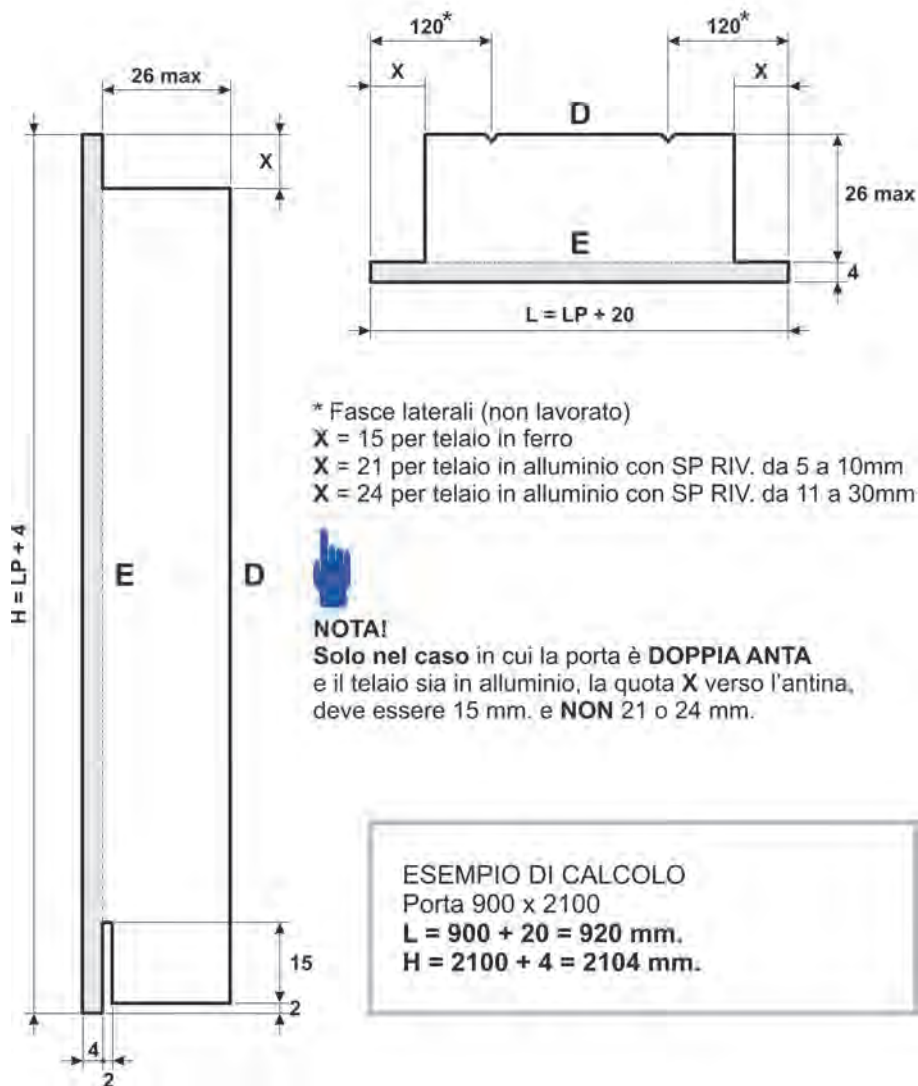 120*
120*
26 max
X
X
D
X
26 max
E
4
L = LP + 20
* Fasce laterali (non lavorato)
X = 15 per telaio in ferro
X = 21 per telaio in alluminio con SP RIV. da 5 a 10mm
X = 24 per telaio in alluminio con SP RIV. da 11 a 30mm
H = LP + 4
E
D
NOTA!
Solo nel caso in cui la porta è DOPPIA ANTA
e il telaio sia in alluminio, la quota X verso l'antina,
deve essere 15 mm. e NON 21 o 24 mm.
ESEMPIO DI CALCOLO
Porta 900 x 2100
L = 900 + 20 = 920 mm.
H = 2100 + 4 = 2104 mm.
15
2
4
2